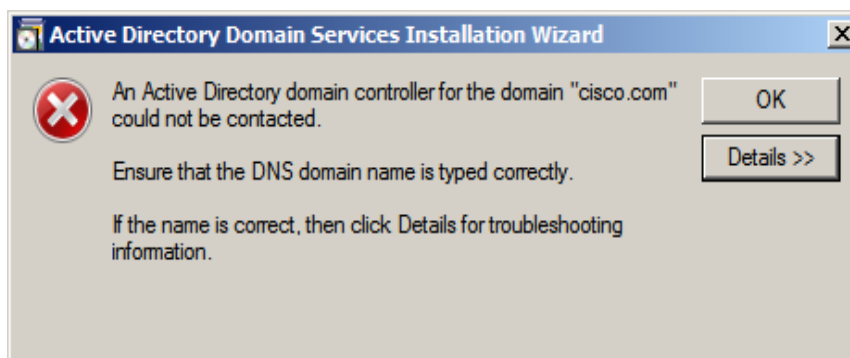 Active Directory Domain Services Installation Wizard
An Active Directory domain controller for the domain "cisco.com"
could not be contacted.
OK
Details >>
Ensure that the DNS domain name is typed correctly.
If the name is correct, then click Details for troubleshooting
information.